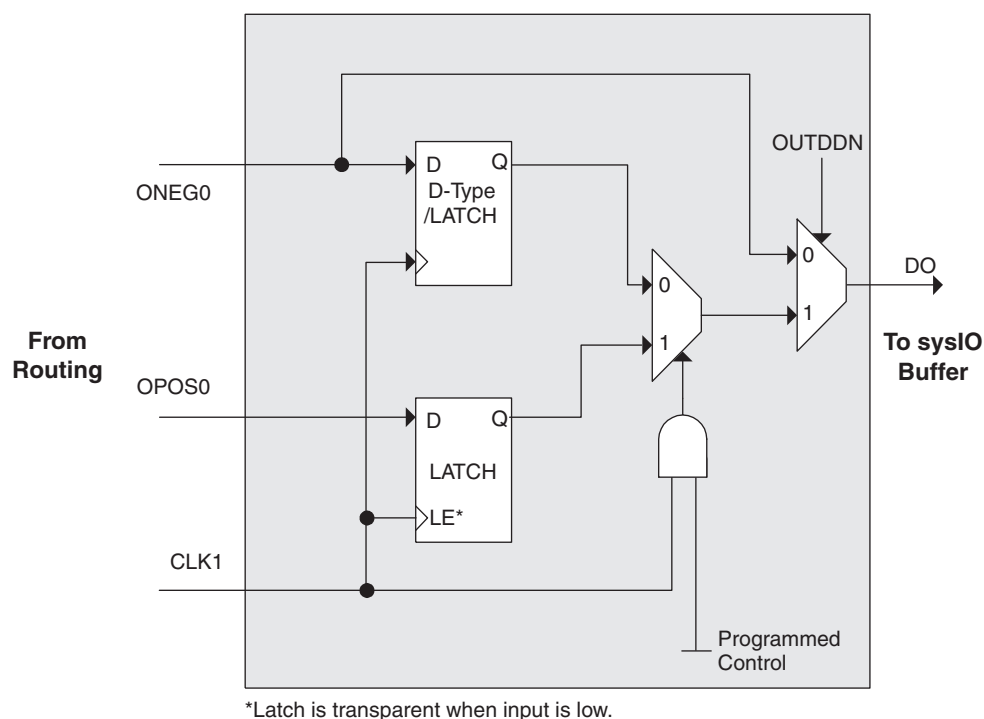 OUTDDN
ONEG0
D
Q
D-Type
/LATCH
0
1
0
1
DO
From
Routing
To sysIO
Buffer
OPOS0
D
Q
LATCH
LE*
CLK1
Programmed
Control
*Latch is transparent when input is low.